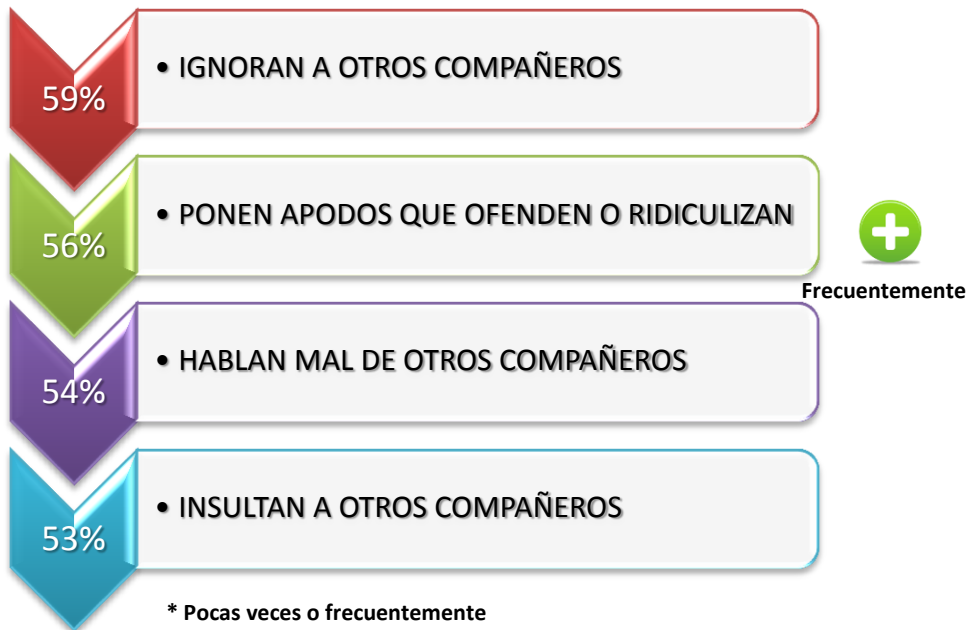 59%
• IGNORAN A OTROS COMPAÑEROS
56%
• PONEN APODOS QUE OFENDEN O RIDICULIZAN
Frecuentemente
54%
• HABLAN MAL DE OTROS COMPAÑEROS
53%
• INSULTAN A OTROS COMPAÑEROS
* Pocas veces o frecuentemente